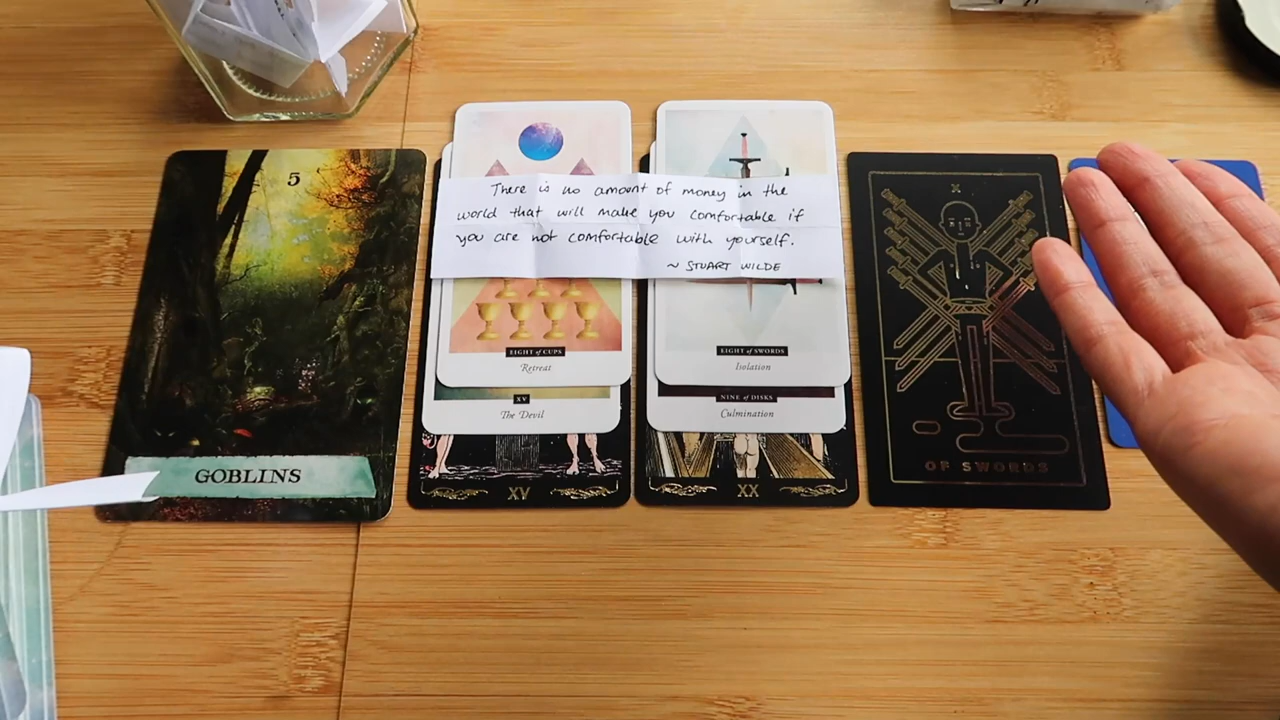 5
GOBLINS
There is no amount of money in the
world that will make you comfortable if
you are not comfortable with yourself.
~ STUART WILDE
EIGHT of CUPS
Retreat
XV
The Devil
XV
EIGHT of SWORDS
Isolation
NINE of DISKS
Culmination
XX
X
OF SWORDS